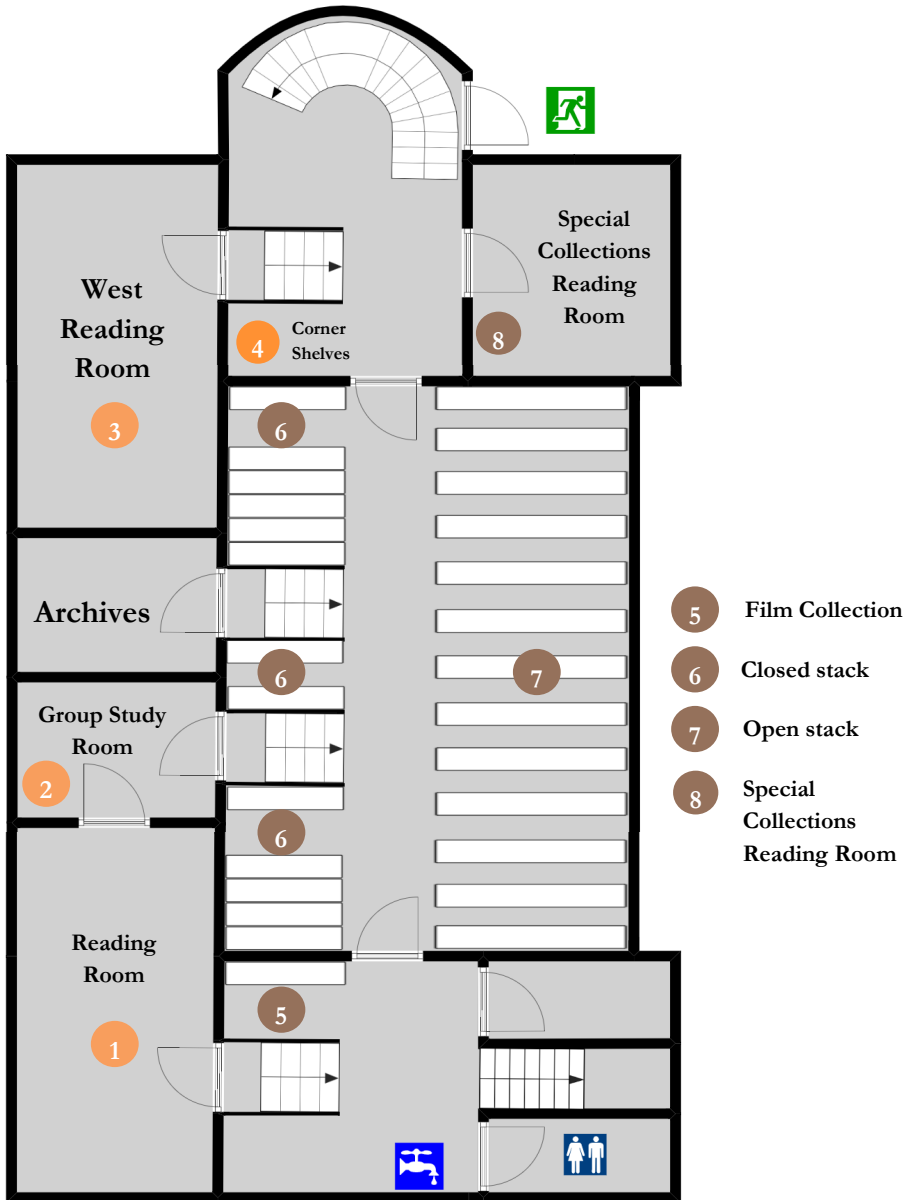 Special
Collections
Reading
Room
8
West
Reading
Room
3
4
Corner
Shelves
6
Archives
6
7
Group Study
Room
2
6
Reading
Room
1
5
5 Film Collection
6 Closed stack
7 Open stack
8 Special
Collections
Reading Room